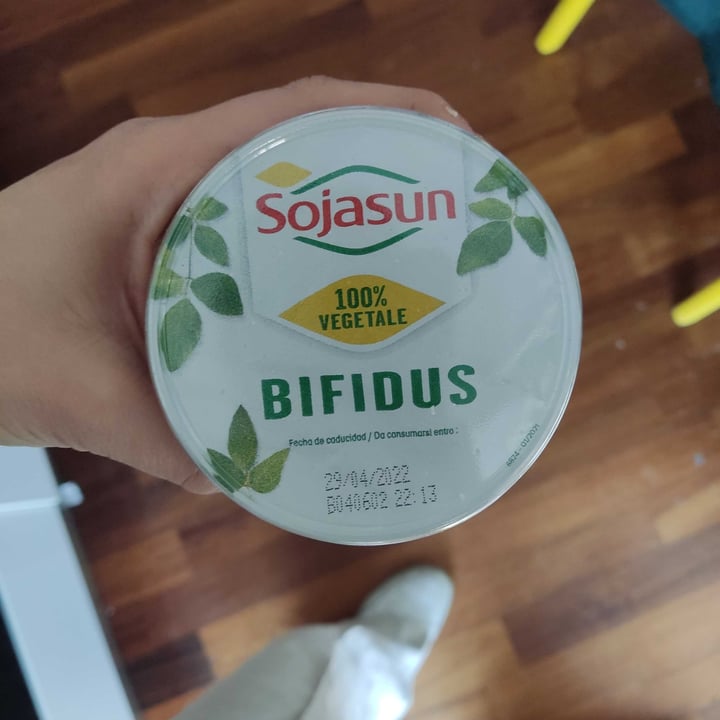 Sojasun
100%
VEGETALE
BIFIDUS
Fecha de caducidad / Da consumarsi entro :
29/04/2022
B040602 22:13